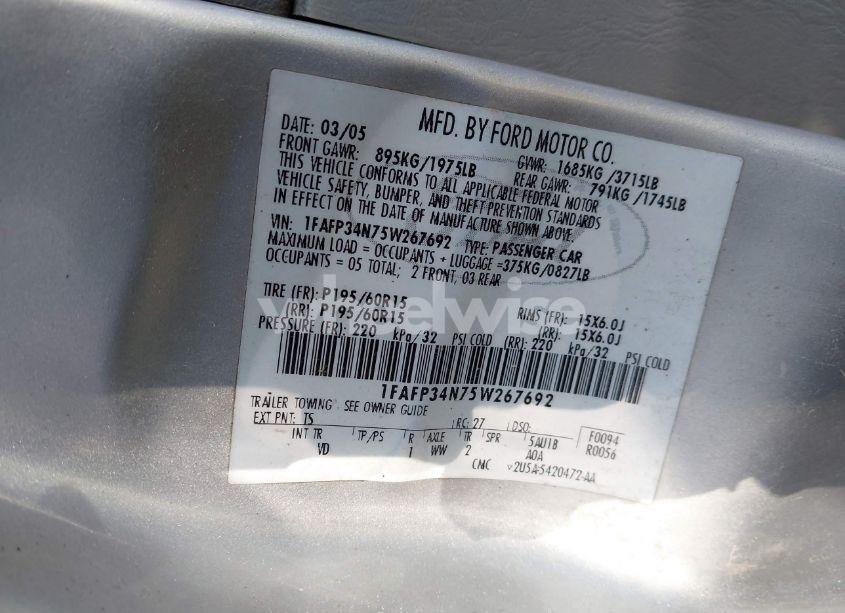 MFD. BY FORD MOTOR CO.
DATE: 03/05 GVWR: 1685KG /3715LB
FRONT GAWR: 895KG/1975LB REAR GAWR: 791KG /1745LB
THIS VEHICLE CONFORMS TO ALL APPLICABLE FEDERAL MOTOR
VEHICLE SAFETY, BUMPER, AND THEFT PREVENTION STANDARDS
IN EFFECT ON THE DATE OF MANUFACTURE SHOWN ABOVE.
VIN: 1FAFP34N75W267692 TYPE: PASSENGER CAR
MAXIMUM LOAD = OCCUPANTS + LUGGAGE =375KG/0827LB
OCCUPANTS = 05 TOTAL; 2 FRONT, 03 REAR
TIRE (FR): P195/60R15 RIMS (FR): 15X6.0J
(RR): P195/60R15 (RR): 15X6.0J
PRESSURE (FR): 220 kPa/32 PSI COLD (RR): 220 kPa/32 PSI COLD
1FAFP34N75W267692
TRAILER TOWING SEE OWNER GUIDE
EXT PNT: TS RC: 27 DSO: F0094
INT TR TP/PS R AXLE TR SPR 5AU1B R0056
VD 1 WW 2 A0A
CMC v2U5A-5420472-AA